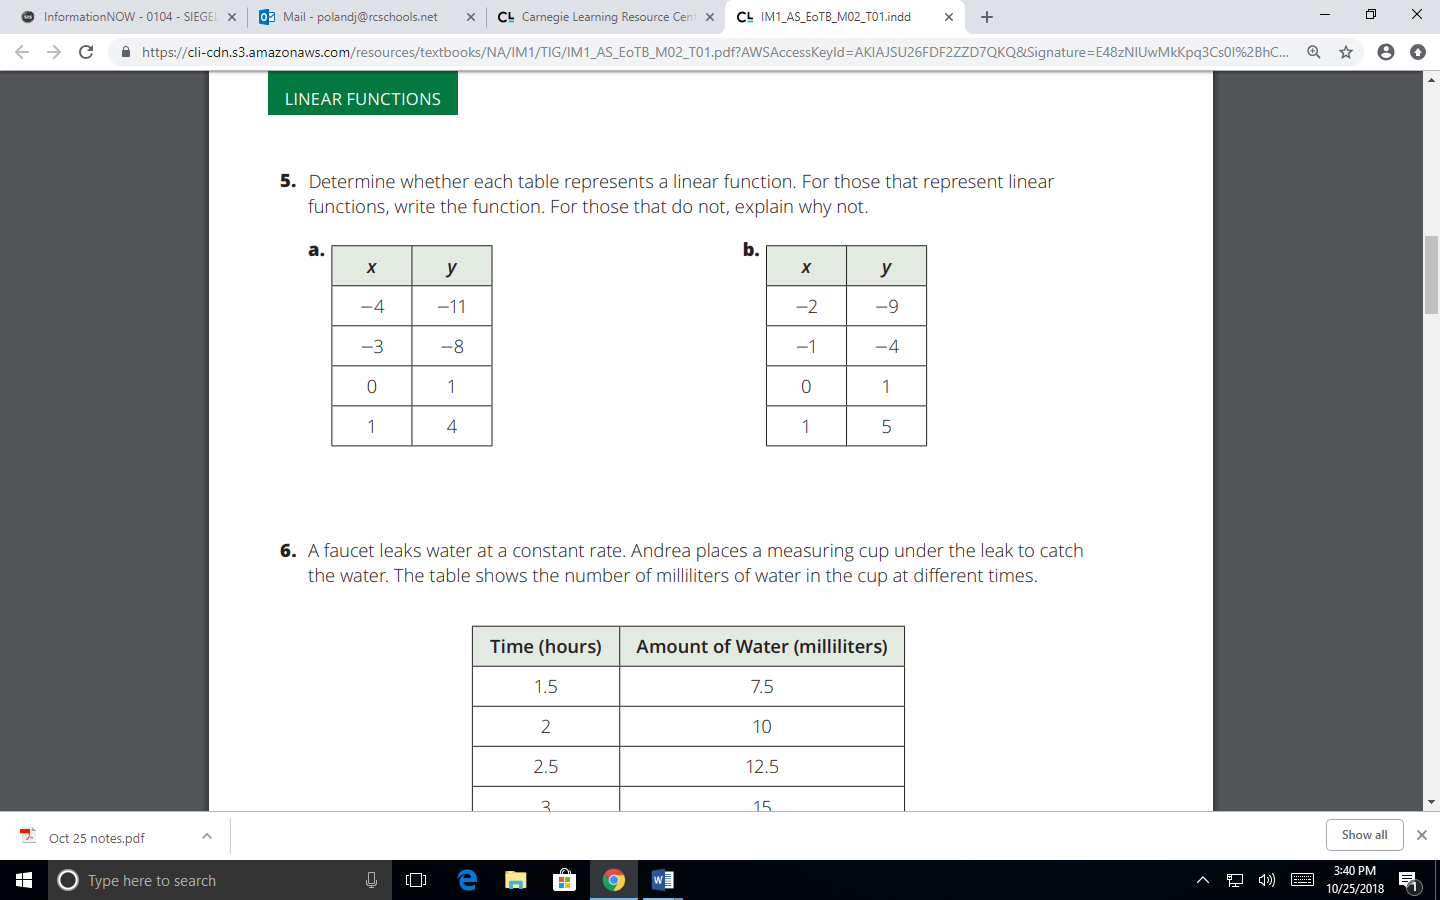 InformationNOW - 0104 - SIEGEL
Mail - polandj@rcschools.net
Carnegie Learning Resource Cent
IM1_AS_EoTB_M02_T01.indd
https://cli-cdn.s3.amazonaws.com/resources/textbooks/NA/IM1/TIG/IM1_AS_EoTB_M02_T01.pdf?AWSAccessKeyId=AKIAJSU26FDF2ZZD7QKQ&Signature=E48zNIUwMkKpq3Cs0I%2BhC...
LINEAR FUNCTIONS
5. Determine whether each table represents a linear function. For those that represent linear
functions, write the function. For those that do not, explain why not.
a.
x y
−4 −11
−3 −8
0 1
1 4
b.
x y
−2 −9
−1 −4
0 1
1 5
6. A faucet leaks water at a constant rate. Andrea places a measuring cup under the leak to catch
the water. The table shows the number of milliliters of water in the cup at different times.
Time (hours) Amount of Water (milliliters)
1.5 7.5
2 10
2.5 12.5
3 15
Oct 25 notes.pdf
Show all
Type here to search
3:40 PM
10/25/2018
1